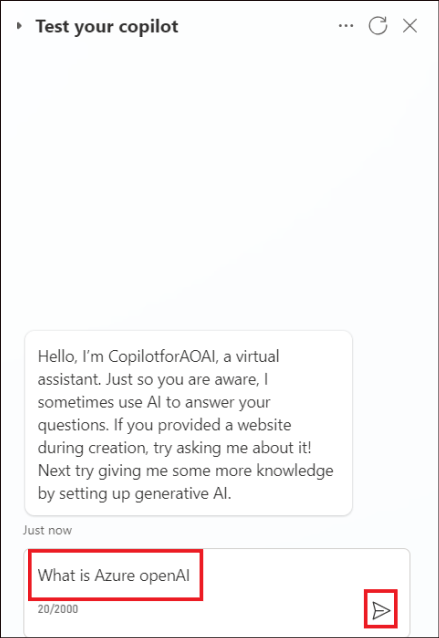 Test your copilot
Hello, I'm CopilotforAOAI, a virtual
assistant. Just so you are aware, I
sometimes use AI to answer your
questions. If you provided a website
during creation, try asking me about it!
Next try giving me some more knowledge
by setting up generative AI.
Just now
What is Azure openAI
20/2000